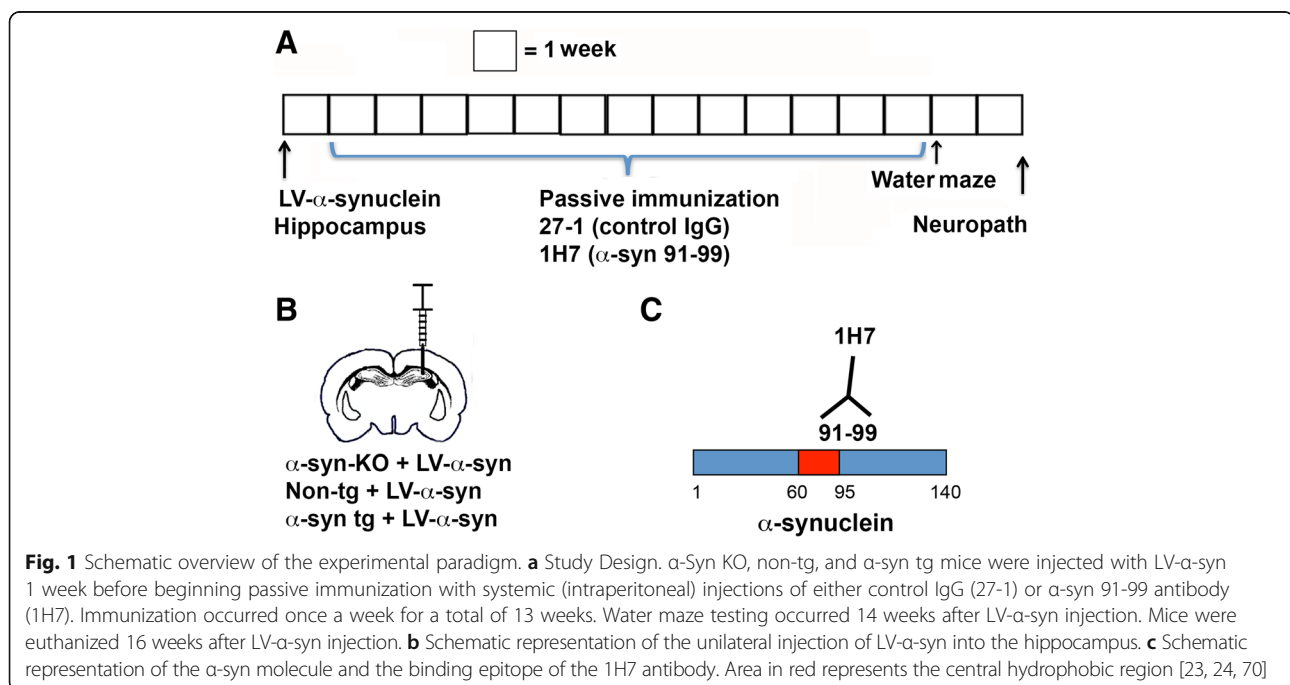 A
= 1 week
LV-α-synuclein
Hippocampus
Passive immunization
27-1 (control IgG)
1H7 (α-syn 91-99)
Water maze
Neuropath
B
α-syn-KO + LV-α-syn
Non-tg + LV-α-syn
α-syn tg + LV-α-syn
C
1H7
91-99
1 60 95 140
α-synuclein
Fig. 1 Schematic overview of the experimental paradigm. a Study Design. α-Syn KO, non-tg, and α-syn tg mice were injected with LV-α-syn
1 week before beginning passive immunization with systemic (intraperitoneal) injections of either control IgG (27-1) or α-syn 91-99 antibody
(1H7). Immunization occurred once a week for a total of 13 weeks. Water maze testing occurred 14 weeks after LV-α-syn injection. Mice were
euthanized 16 weeks after LV-α-syn injection. b Schematic representation of the unilateral injection of LV-α-syn into the hippocampus. c Schematic
representation of the α-syn molecule and the binding epitope of the 1H7 antibody. Area in red represents the central hydrophobic region [23, 24, 70]